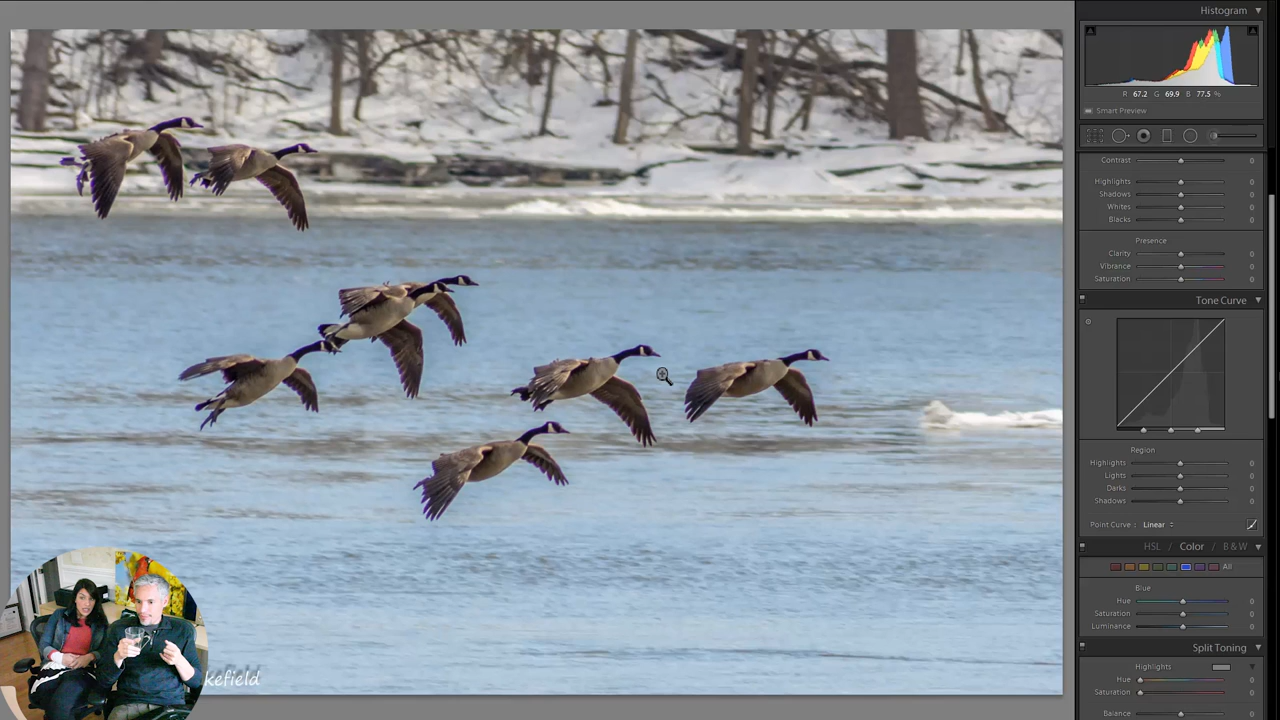 Histogram
R 67.2 G 69.9 B 77.5 %
Smart Preview
Contrast 0
Highlights 0
Shadows 0
Whites 0
Blacks 0
Presence
Clarity 0
Vibrance 0
Saturation 0
Tone Curve
Region
Highlights 0
Lights 0
Darks 0
Shadows 0
Point Curve : Linear
HSL / Color / B & W
All
Blue
Hue 0
Saturation 0
Luminance 0
Split Toning
Highlights
Hue 0
Saturation 0
Balance 0
kefield